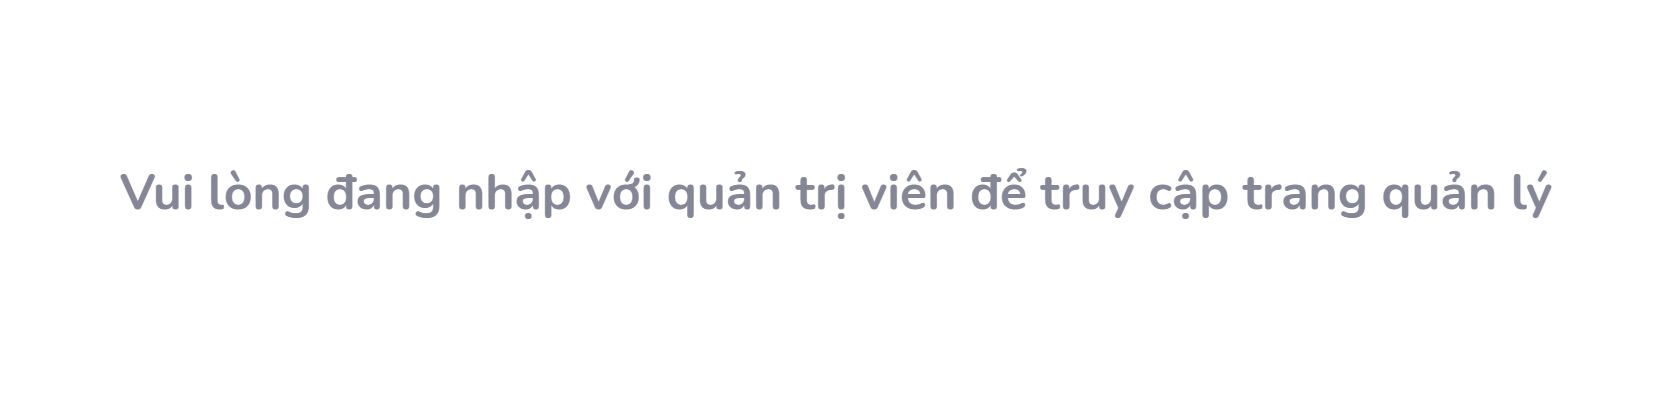 Vui lòng đang nhập với quản trị viên để truy cập trang quản lý